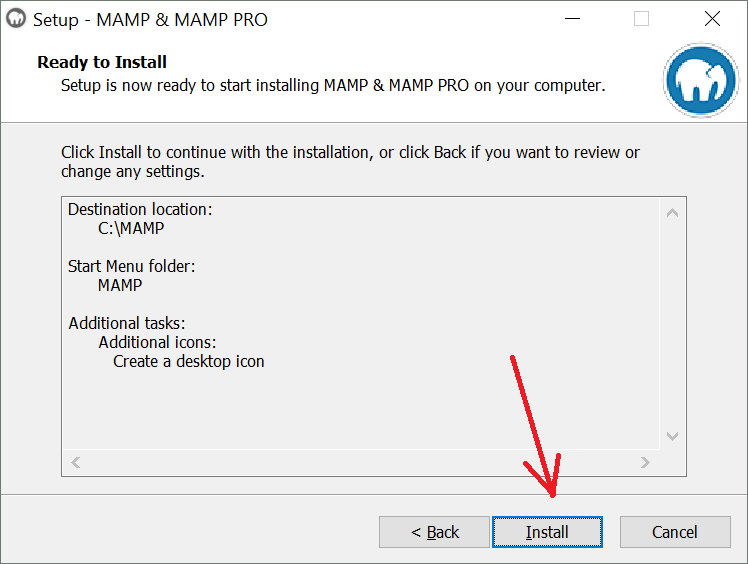 Setup - MAMP & MAMP PRO
Ready to Install
Setup is now ready to start installing MAMP & MAMP PRO on your computer.
Click Install to continue with the installation, or click Back if you want to review or
change any settings.
Destination location:
C:\MAMP
Start Menu folder:
MAMP
Additional tasks:
Additional icons:
Create a desktop icon
< Back
Install
Cancel